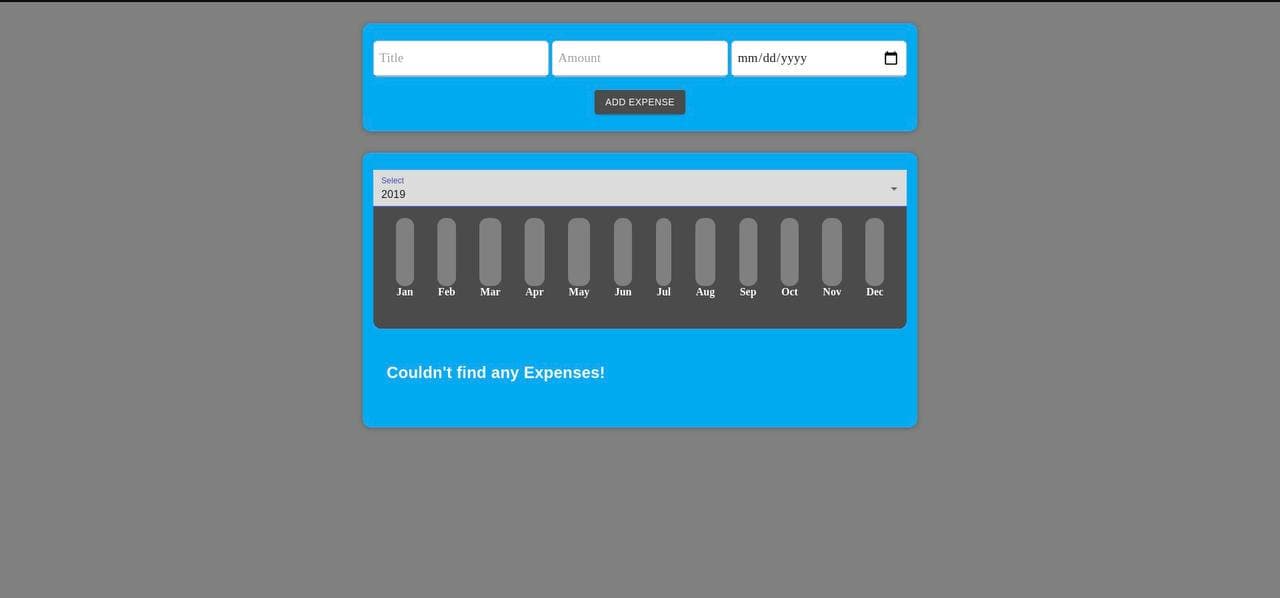 Title Amount mm/dd/yyyy
ADD EXPENSE
Select
2019
Jan Feb Mar Apr May Jun Jul Aug Sep Oct Nov Dec
Couldn't find any Expenses!